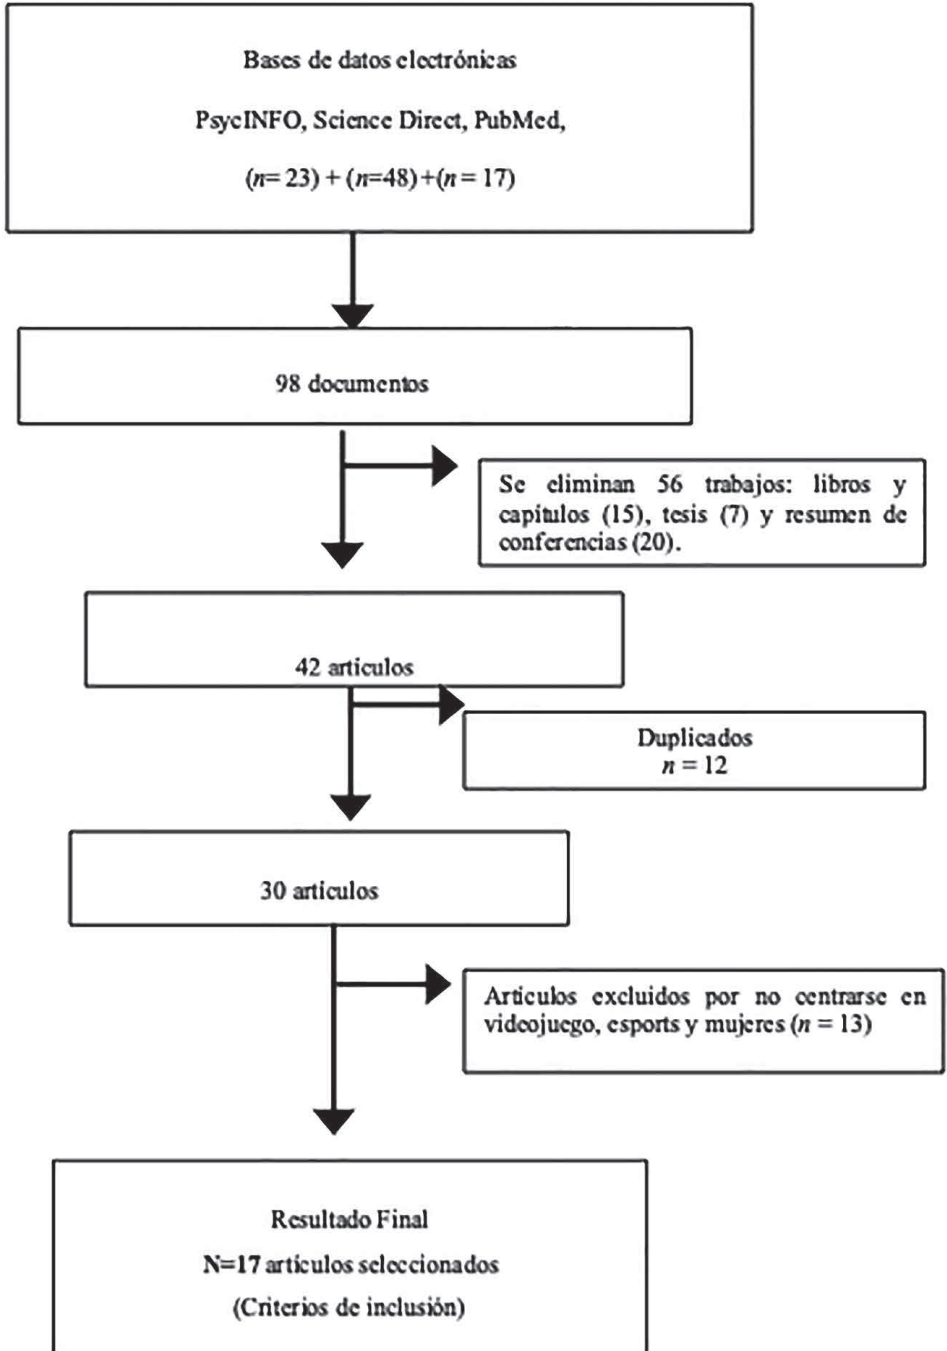 Bases de datos electrónicas
PsycINFO, Science Direct, PubMed,
(n= 23) + (n=48) +(n = 17)
98 documentos
Se eliminan 56 trabajos: libros y
capítulos (15), tesis (7) y resumen de
conferencias (20).
42 artículos
Duplicados
n = 12
30 artículos
Artículos excluidos por no centrarse en
videojuego, esports y mujeres (n = 13)
Resultado Final
N=17 artículos seleccionados
(Criterios de inclusión)